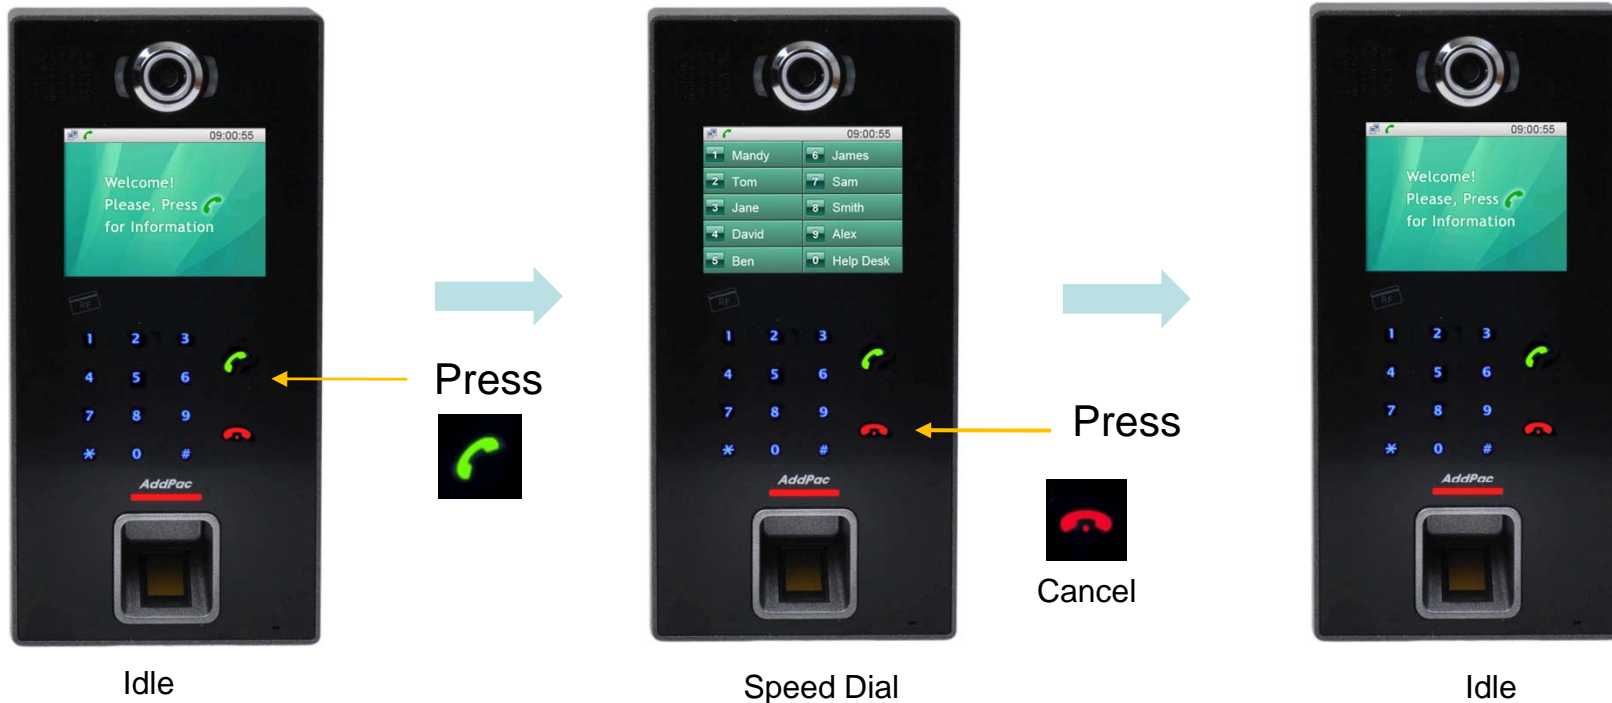 09:00:55
Welcome!
Please, Press
for Information
RF
1 2 3
4 5 6
7 8 9
* 0 #
AddPac
Idle
Press
09:00:55
1 Mandy 6 James
2 Tom 7 Sam
3 Jane 8 Smith
4 David 9 Alex
5 Ben 0 Help Desk
RF
1 2 3
4 5 6
7 8 9
* 0 #
AddPac
Speed Dial
Press
Cancel
09:00:55
Welcome!
Please, Press
for Information
RF
1 2 3
4 5 6
7 8 9
* 0 #
AddPac
Idle